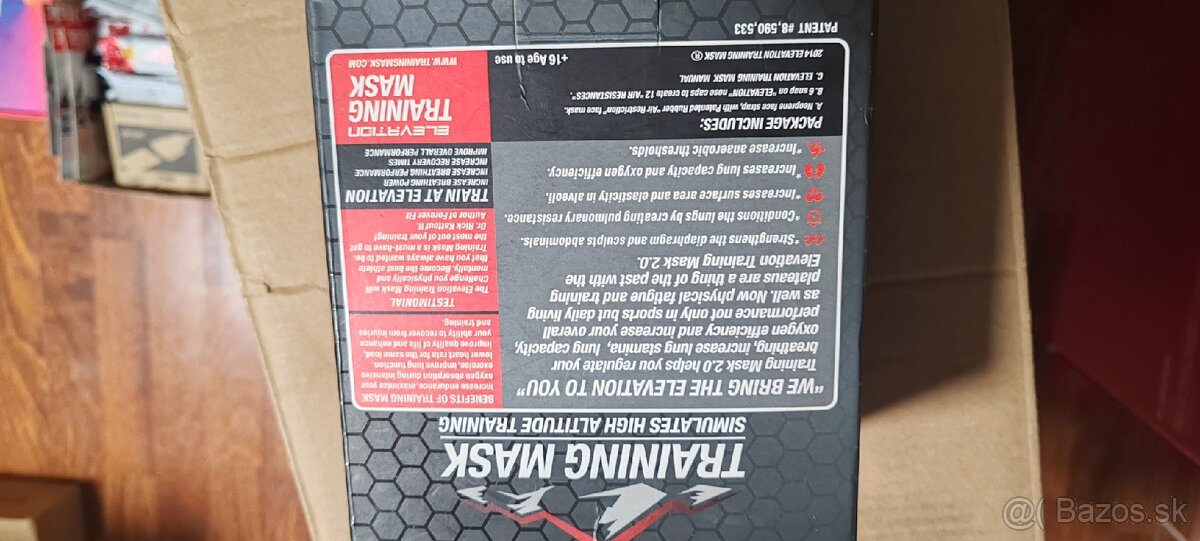 TRAINING MASK
SIMULATES HIGH ALTITUDE TRAINING
"WE BRING THE ELEVATION TO YOU"
Training Mask 2.0 helps you regulate your
breathing, increase lung stamina, lung capacity,
oxygen efficiency and increase your overall
performance not only in sports but daily living
as well. Now physical fatigue and training
plateaus are a thing of the past with the
Elevation Training Mask 2.0.
*Strengthens the diaphragm and sculpts abdominals.
*Conditions the lungs by creating pulmonary resistance.
*Increases surface area and elasticity in alveoli.
*Increases lung capacity and oxygen efficiency.
*Increase anaerobic thresholds.
PACKAGE INCLUDES:
A. Neoprene face strap, with Patented Rubber "Air Restriction" face mask.
B. 6 snap on "ELEVATION" nose caps to create 12 "AIR RESISTANCES".
C. ELEVATION TRAINING MASK MANUAL
2014 ELEVATION TRAINING MASK ®
+16 Age to use
BENEFITS OF TRAINING MASK
Increase endurance, maximize your
oxygen absorption during intensive
exercise, improve lung function,
lower heart rate for the same load,
improve quality of life and enhance
your ability to recover from injuries
and training.
TESTIMONIAL
The Elevation Training Mask will
Challenge you physically and
mentally. Become the beat athlete
that you have always wanted to be.
Training Mask is a must-have to get
the most out of your training!
Dr. Rick Kattouf II
Author of Forever Fit
TRAIN AT ELEVATION
INCREASE BREATHING POWER
INCREASE BREATHING PERFORMANCE
INCREASE RECOVERY TIMES
IMPROVE OVERALL PERFORMANCE
ELEVATION
TRAINING
MASK
WWW.TRAININGMASK.COM
PATENT #8,590,533
@( Bazos.sk